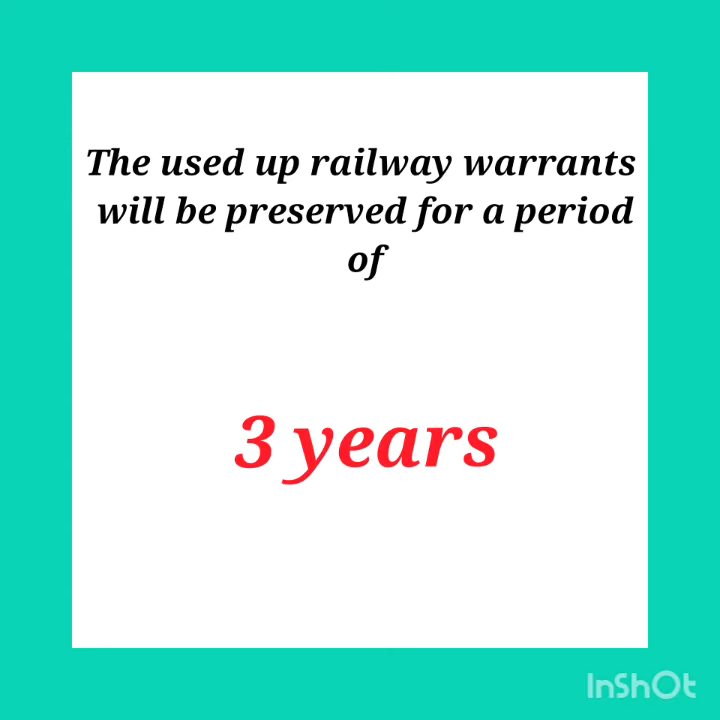 The used up railway warrants
will be preserved for a period
of
3 years
InShOt